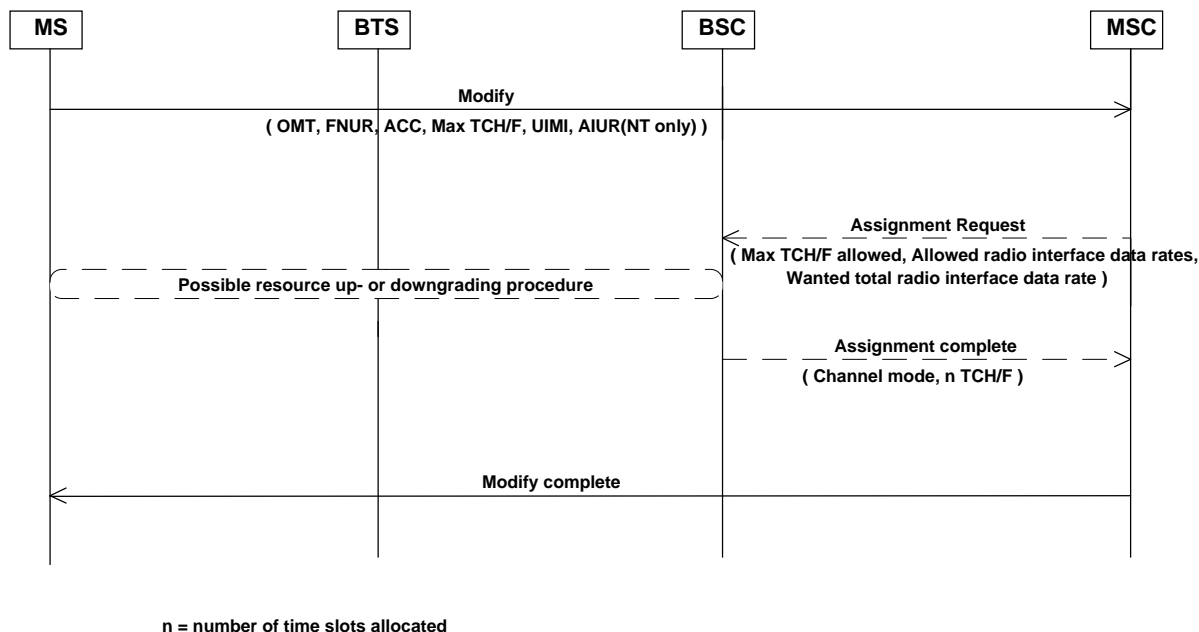 MS BTS BSC MSC
Modify
( OMT, FNUR, ACC, Max TCH/F, UIMI, AIUR(NT only) )
Assignment Request
( Max TCH/F allowed, Allowed radio interface data rates,
Wanted total radio interface data rate )
Possible resource up- or downgrading procedure
Assignment complete
( Channel mode, n TCH/F )
Modify complete
n = number of time slots allocated